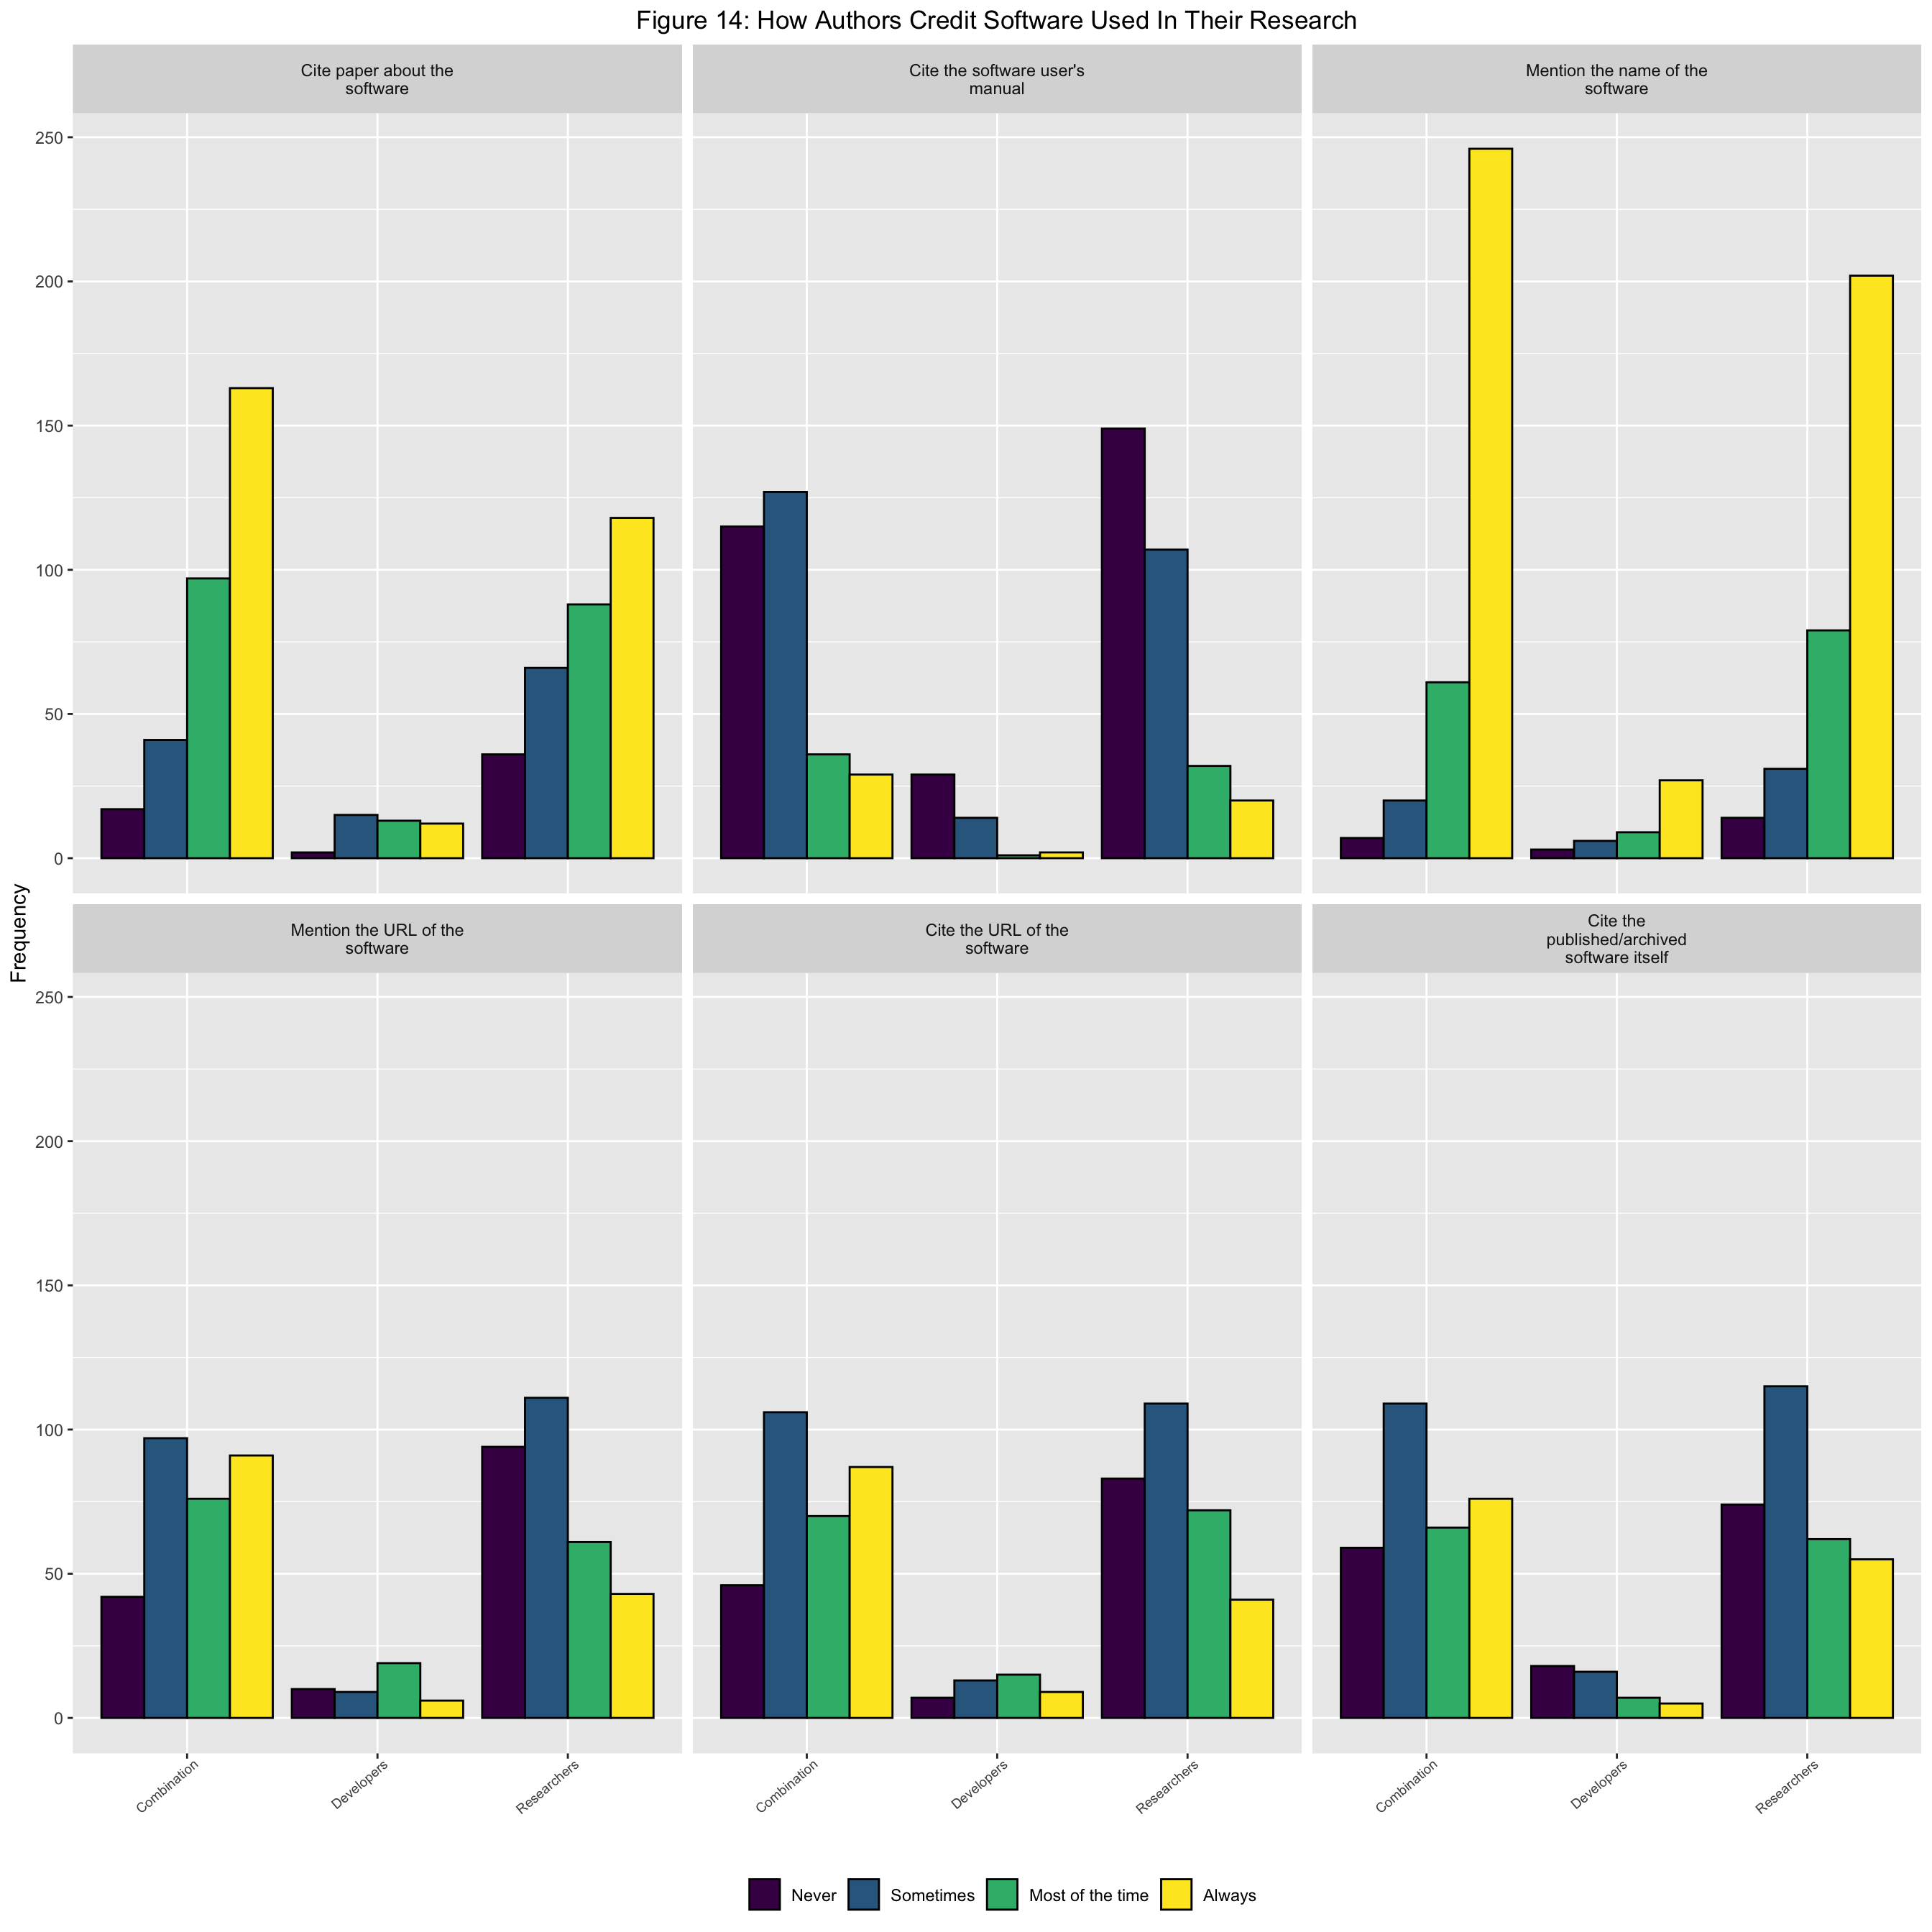 Figure 14: How Authors Credit Software Used In Their Research
Cite paper about the
software
Cite the software user's
manual
Mention the name of the
software
250
200
150
100
50
0
Frequency
Mention the URL of the
software
Cite the URL of the
software
Cite the
published/archived
software itself
250
200
150
100
50
0
Combination
Developers
Researchers
Combination
Developers
Researchers
Combination
Developers
Researchers
Never
Sometimes
Most of the time
Always